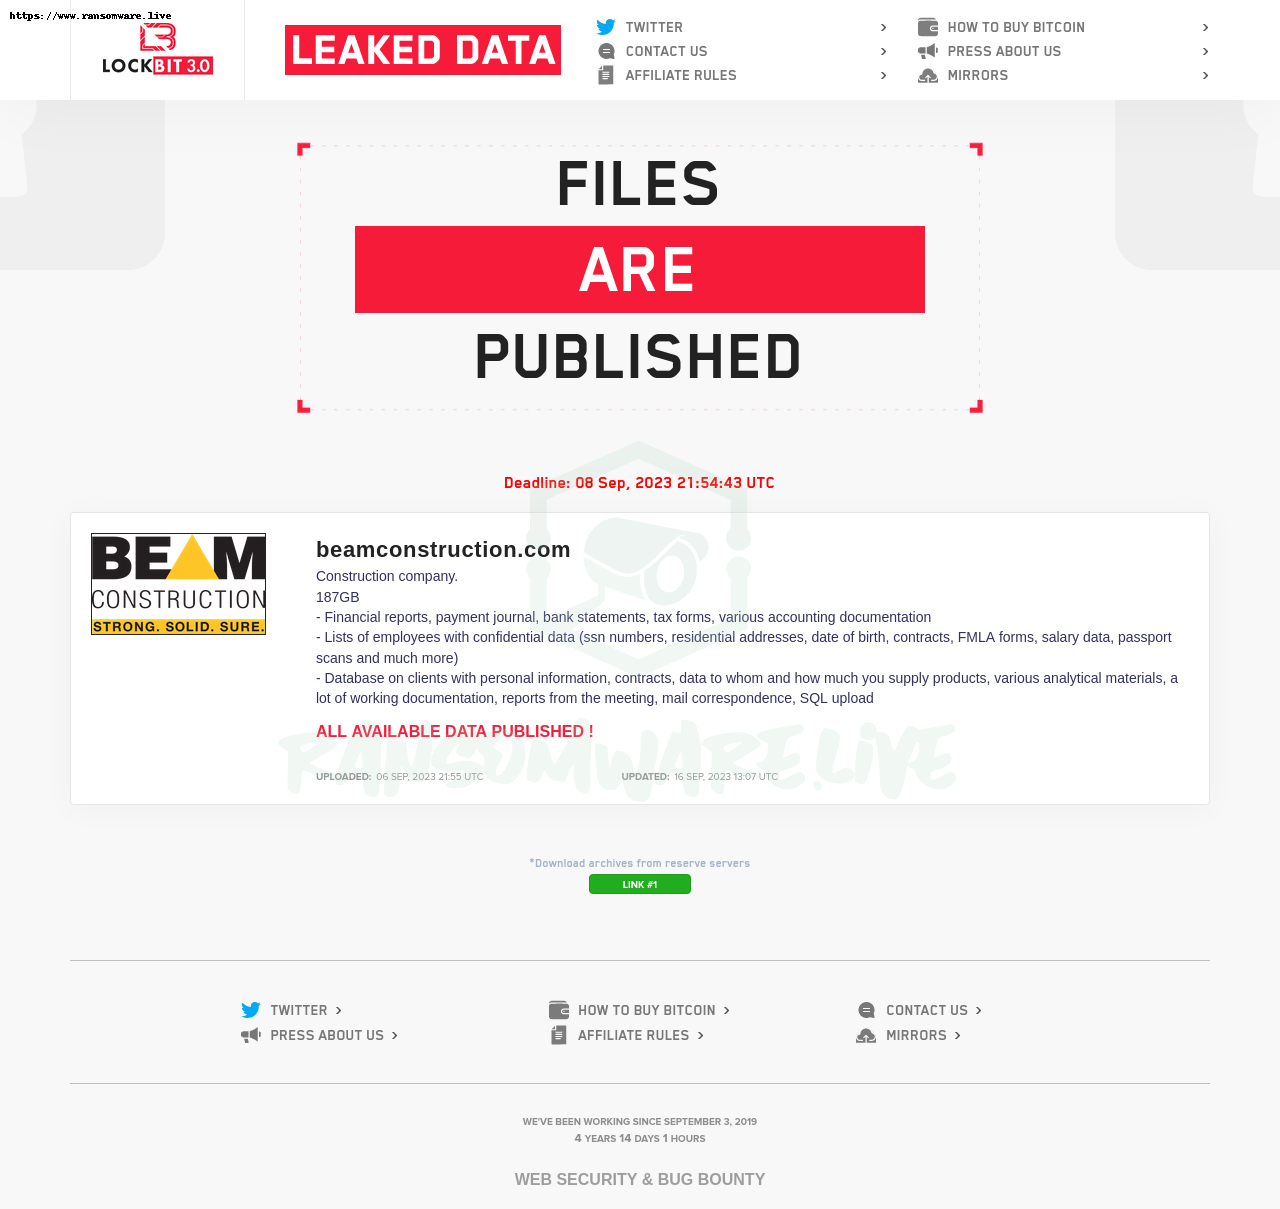 https://www.ransomware.live
LOCKBIT 3.0
LEAKED DATA
TWITTER
CONTACT US
AFFILIATE RULES
HOW TO BUY BITCOIN
PRESS ABOUT US
MIRRORS
FILES
ARE
PUBLISHED
Deadline: 08 Sep, 2023 21:54:43 UTC
BEAM
CONSTRUCTION
STRONG. SOLID. SURE.
beamconstruction.com
Construction company.
187GB
- Financial reports, payment journal, bank statements, tax forms, various accounting documentation
- Lists of employees with confidential data (ssn numbers, residential addresses, date of birth, contracts, FMLA forms, salary data, passport
scans and much more)
- Database on clients with personal information, contracts, data to whom and how much you supply products, various analytical materials, a
lot of working documentation, reports from the meeting, mail correspondence, SQL upload
ALL AVAILABLE DATA PUBLISHED !
RANSOMWARE.LIVE
UPLOADED: 06 SEP, 2023 21:55 UTC
UPDATED: 16 SEP, 2023 13:07 UTC
*Download archives from reserve servers
LINK #1
TWITTER
HOW TO BUY BITCOIN
CONTACT US
PRESS ABOUT US
AFFILIATE RULES
MIRRORS
WE'VE BEEN WORKING SINCE SEPTEMBER 3, 2019
4 YEARS 14 DAYS 1 HOURS
WEB SECURITY & BUG BOUNTY